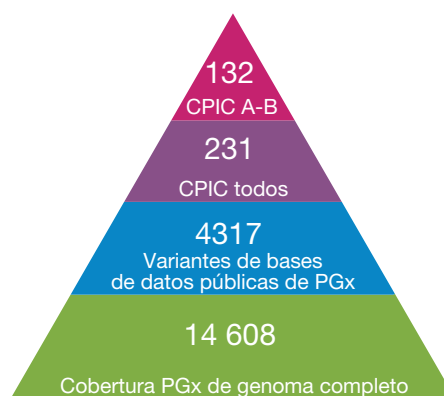 132
CPIC A-B
231
CPIC todos
4317
Variantes de bases
de datos públicas de PGx
14 608
Cobertura PGx de genoma completo